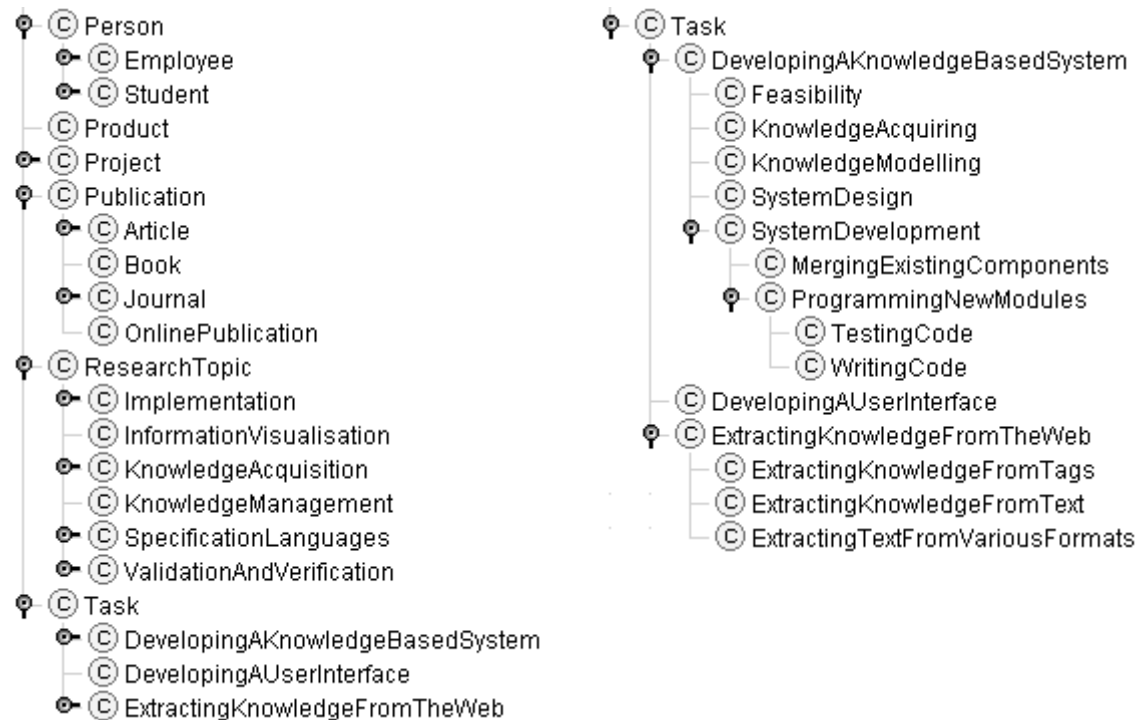 Person
Employee
Student
Product
Project
Publication
Article
Book
Journal
OnlinePublication
ResearchTopic
Implementation
InformationVisualisation
KnowledgeAcquisition
KnowledgeManagement
SpecificationLanguages
ValidationAndVerification
Task
DevelopingAKnowledgeBasedSystem
DevelopingAUserInterface
ExtractingKnowledgeFromTheWeb
Task
DevelopingAKnowledgeBasedSystem
Feasibility
KnowledgeAcquiring
KnowledgeModelling
SystemDesign
SystemDevelopment
MergingExistingComponents
ProgrammingNewModules
TestingCode
WritingCode
DevelopingAUserInterface
ExtractingKnowledgeFromTheWeb
ExtractingKnowledgeFromTags
ExtractingKnowledgeFromText
ExtractingTextFromVariousFormats